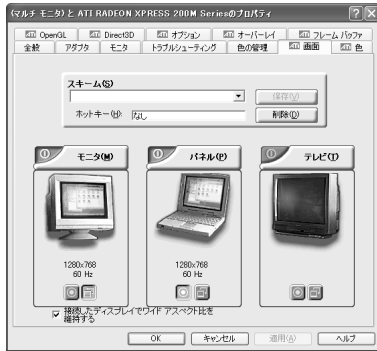 (マルチ モニタ) と ATI RADEON XPRESS 200M Seriesのプロパティ
OpenGL Direct3D オプション オーバーレイ フレーム バッファ
全般 アダプタ モニタ トラブルシューティング 色の管理 画面 色
スキーム(S)
保存(V)
ホットキー(H): なし 削除(D)
モニタ(M) パネル(P) テレビ(T)
1280x768 1280x768
60 Hz 60 Hz
接続したディスプレイでワイド アスペクト比を
維持する
OK キャンセル 適用(A) ヘルプ